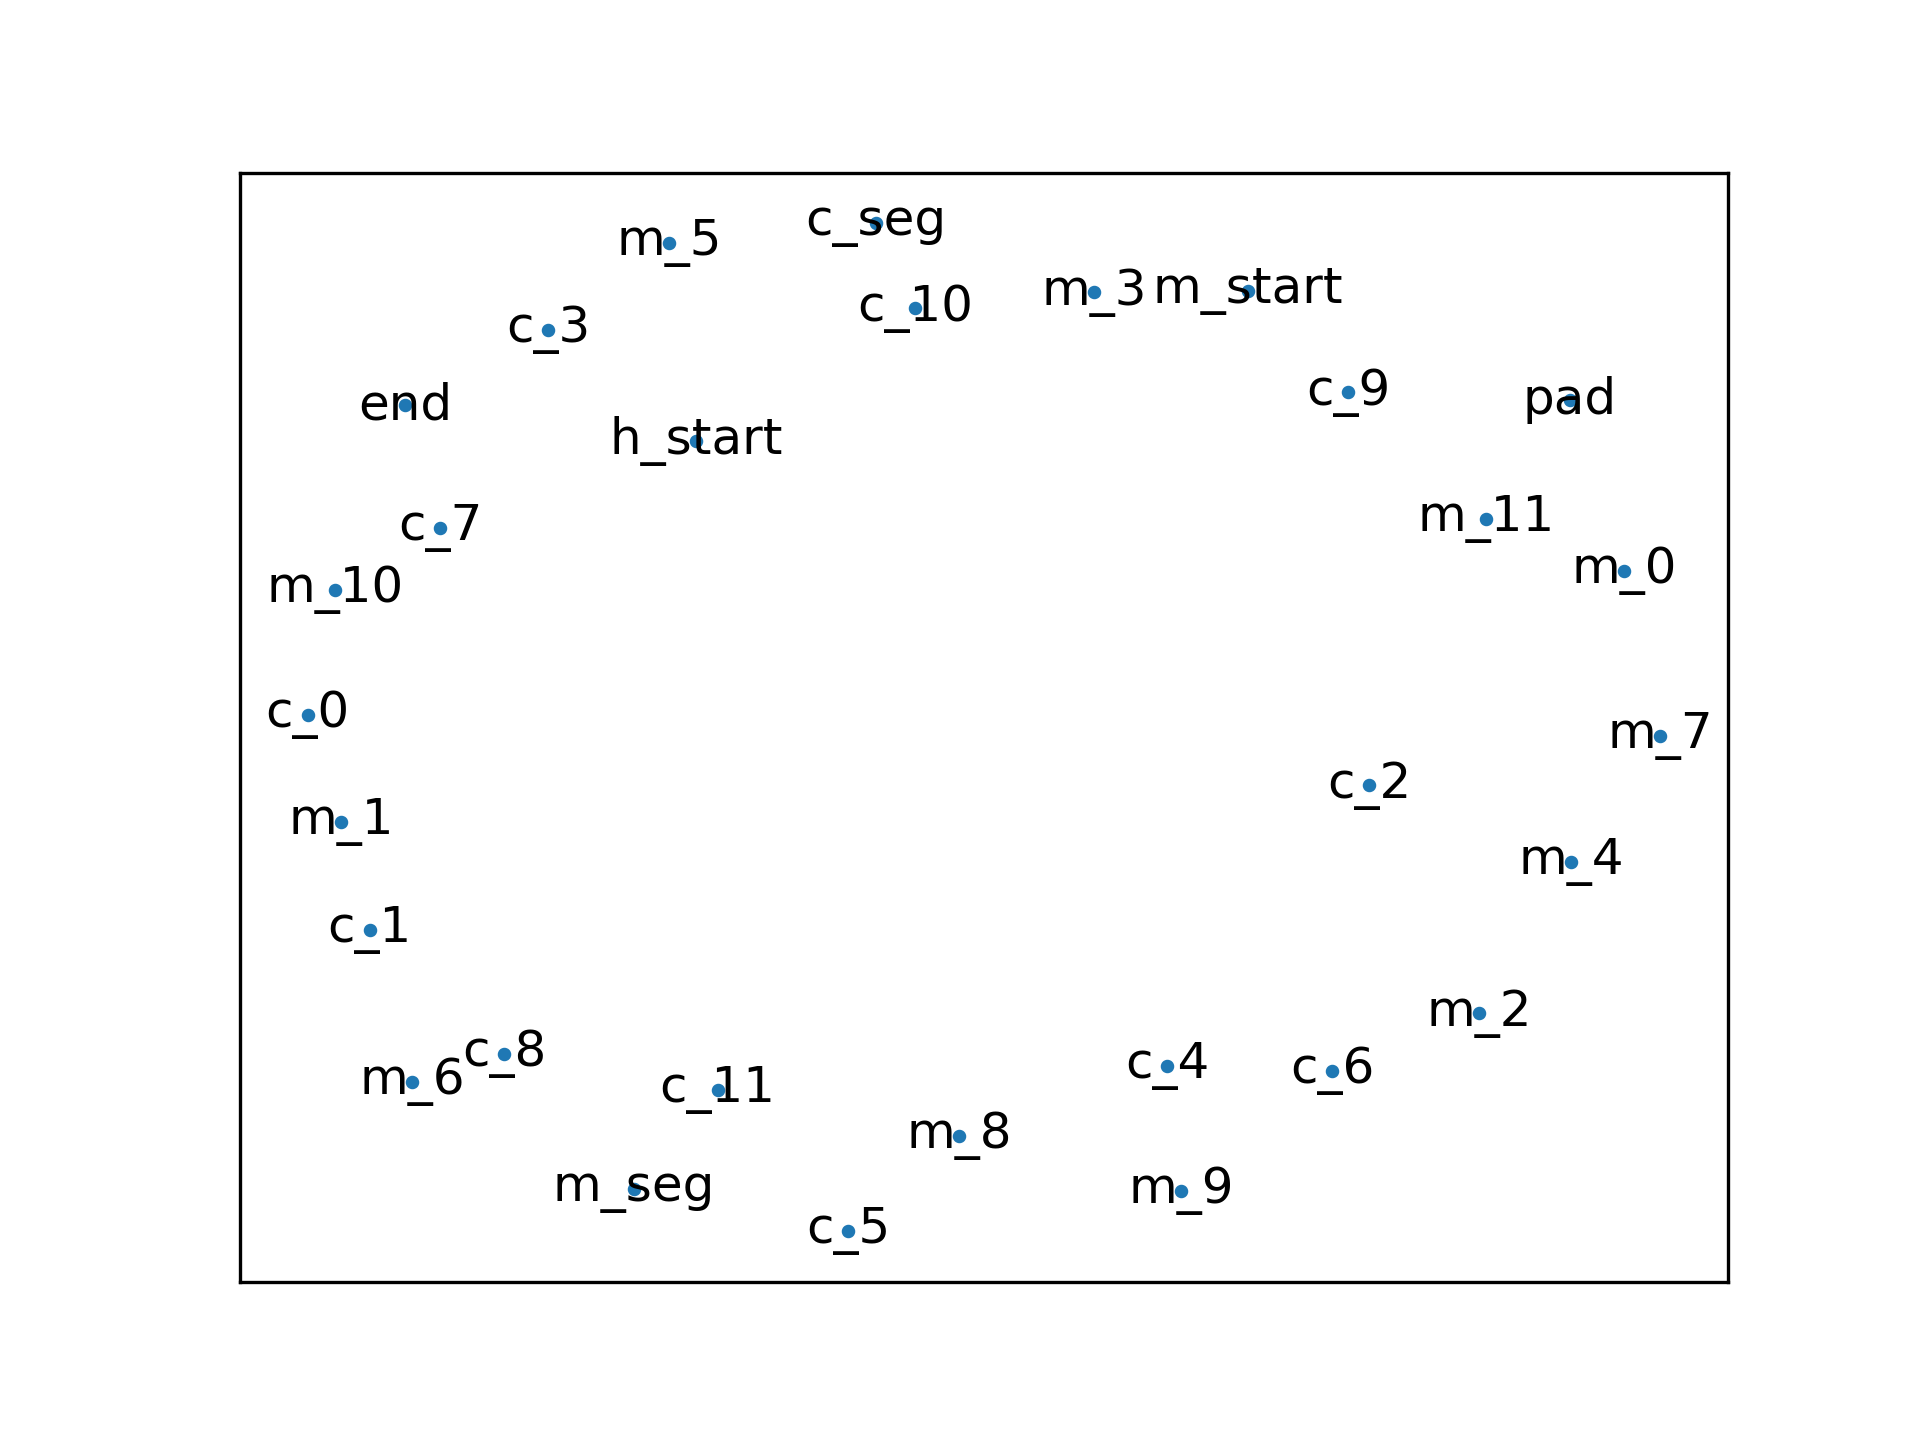 c_seg
m_5
m_3 m_start
c_10
c_3
c_9 pad
end
h_start
m_11
c_7
m_0
m_10
c_0
m_7
c_2
m_1
m_4
c_1
m_2
c_8
c_4 c_6
m_6 c_11
m_8
m_seg m_9
c_5